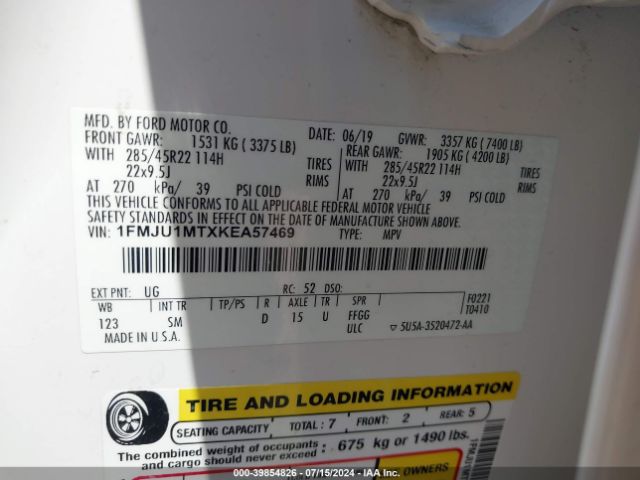 MFD. BY FORD MOTOR CO.
DATE: 06/19 GVWR: 3357 KG (7400 LB)
FRONT GAWR: 1531 KG (3375 LB) REAR GAWR: 1905 KG (4200 LB)
WITH 285/45R22 114H TIRES WITH 285/45R22 114H TIRES
22x9.5J RIMS 22x9.5J RIMS
AT 270 kPa/ 39 PSI COLD AT 270 kPa/ 39 PSI COLD
THIS VEHICLE CONFORMS TO ALL APPLICABLE FEDERAL MOTOR VEHICLE
SAFETY STANDARDS IN EFFECT ON THE DATE OF MANUFACTURE SHOWN ABOVE.
VIN: 1FMJU1MTXKEA57469 TYPE: MPV
EXT PNT: UG RC: 52 DSO:
WB INT TR TP/PS R AXLE TR SPR F0221
T0410
123 SM D 15 U FFGG
ULC 5U5A-3520472-AA
MADE IN U.S.A.
TIRE AND LOADING INFORMATION
SEATING CAPACITY TOTAL: 7 FRONT: 2 REAR: 5
The combined weight of occupants
and cargo should never exceed: 675 kg or 1490 lbs.
OWNERS
000-39854826 - 07/15/2024 - IAAI.COM